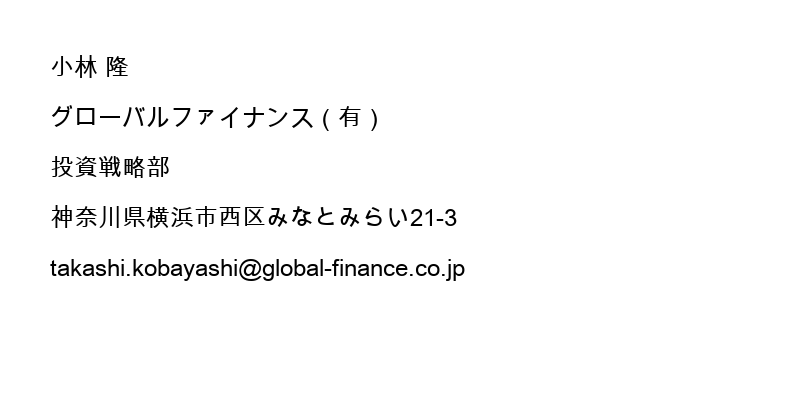 小林 隆
グローバルファイナンス（有）
投資戦略部
神奈川県横浜市西区みなとみらい21-3
takashi.kobayashi@global-finance.co.jp